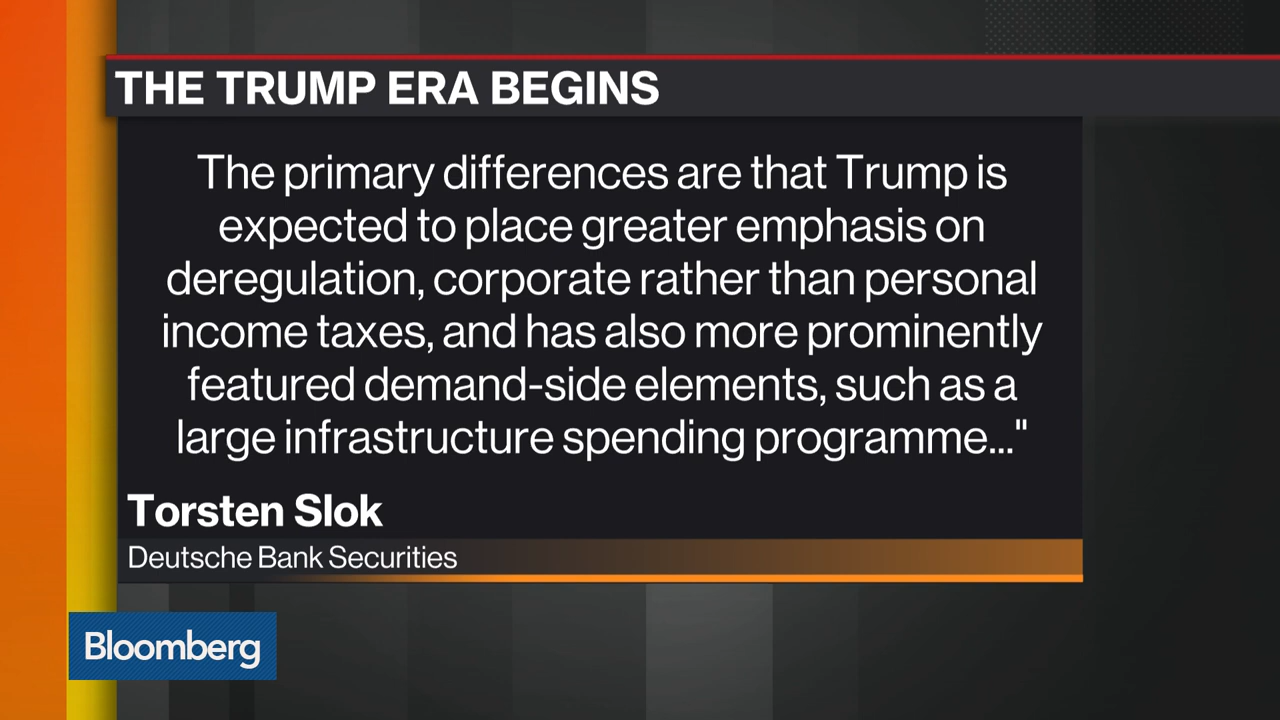 THE TRUMP ERA BEGINS
The primary differences are that Trump is
expected to place greater emphasis on
deregulation, corporate rather than personal
income taxes, and has also more prominently
featured demand-side elements, such as a
large infrastructure spending programme..."
Torsten Slok
Deutsche Bank Securities
Bloomberg